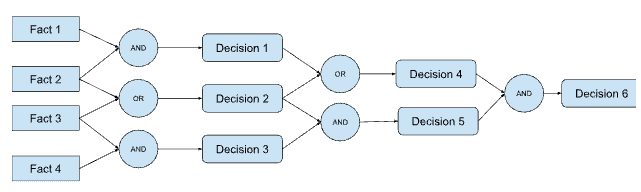 Fact 1
Fact 2
Fact 3
Fact 4
AND
OR
AND
Decision 1
Decision 2
Decision 3
OR
AND
Decision 4
Decision 5
AND
Decision 6